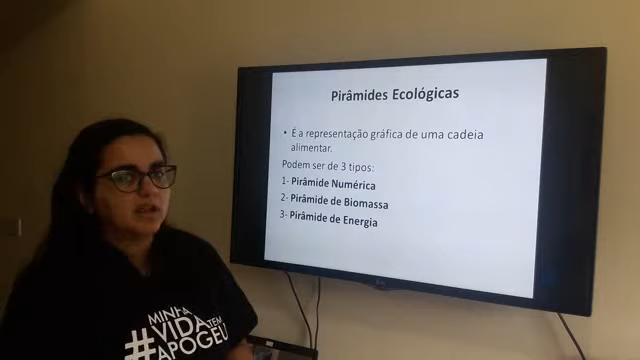 Pirâmides Ecológicas
• É a representação gráfica de uma cadeia
alimentar.
Podem ser de 3 tipos:
1- Pirâmide Numérica
2- Pirâmide de Biomassa
3- Pirâmide de Energia
MINHA
#VIDA TEM
APOGEU